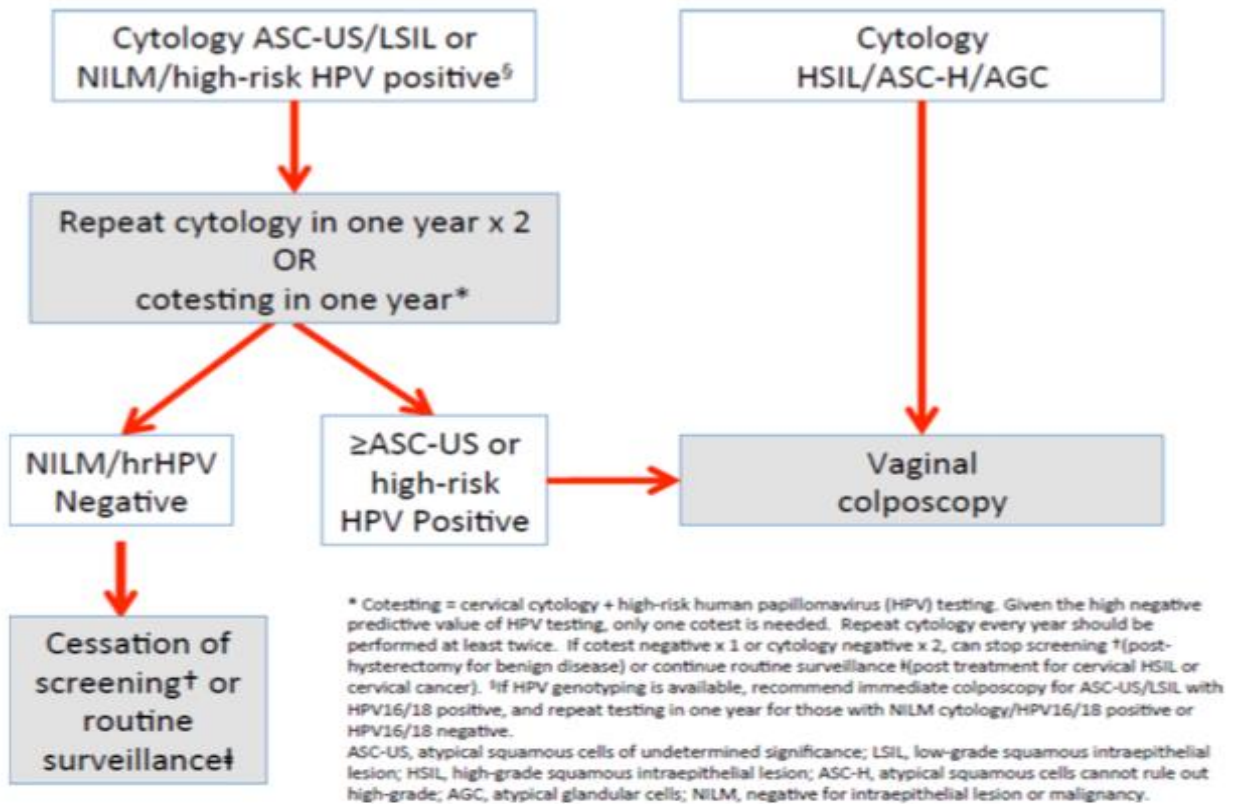 Cytology ASC-US/LSIL or
NILM/high-risk HPV positive§
Cytology
HSIL/ASC-H/AGC
Repeat cytology in one year x 2
OR
cotesting in one year*
NILM/hrHPV
Negative
≥ASC-US or
high-risk
HPV Positive
Vaginal
colposcopy
Cessation of
screening† or
routine
surveillanceǂ
* Cotesting = cervical cytology + high-risk human papillomavirus (HPV) testing. Given the high negative
predictive value of HPV testing, only one cotest is needed. Repeat cytology every year should be
performed at least twice. If cotest negative x 1 or cytology negative x 2, can stop screening †(post-
hysterectomy for benign disease) or continue routine surveillance ǂ(post treatment for cervical HSIL or
cervical cancer). §If HPV genotyping is available, recommend immediate colposcopy for ASC-US/LSIL with
HPV16/18 positive, and repeat testing in one year for those with NILM cytology/HPV16/18 positive or
HPV16/18 negative.
ASC-US, atypical squamous cells of undetermined significance; LSIL, low-grade squamous intraepithelial
lesion; HSIL, high-grade squamous intraepithelial lesion; ASC-H, atypical squamous cells cannot rule out
high-grade; AGC, atypical glandular cells; NILM, negative for intraepithelial lesion or malignancy.